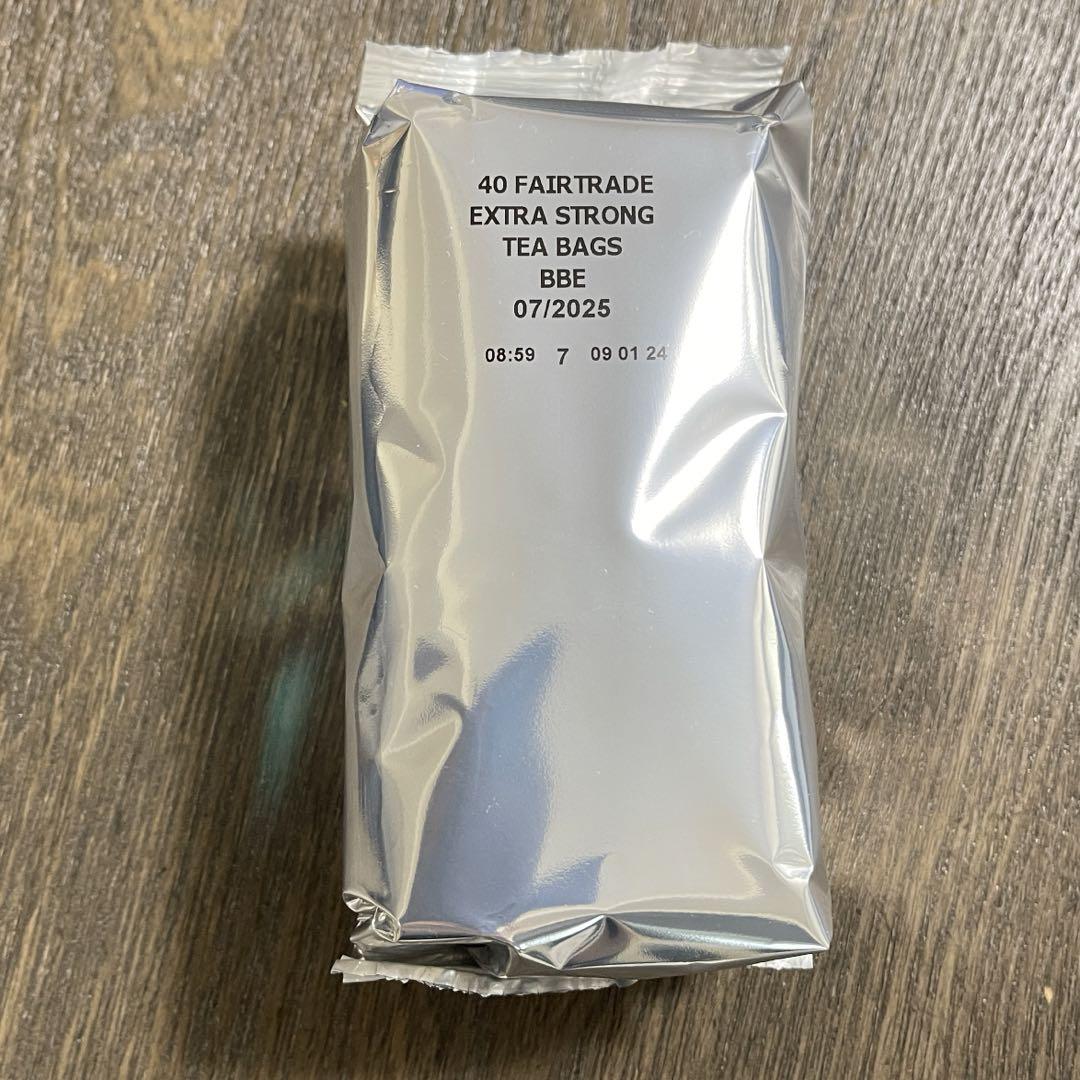 40 FAIRTRADE
EXTRA STRONG
TEA BAGS
BBE
07/2025
08:59 7 09 01 24